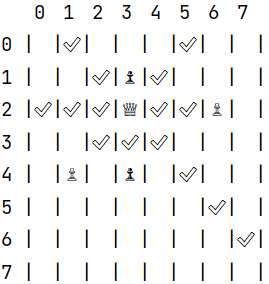 0 1 2 3 4 5 6 7
0 | | ✓ | | | | ✓ | | |
1 | | | ✓ | ♟ | ✓ | | | |
2 | ✓ | ✓ | ✓ | ♕ | ✓ | ✓ | ♙ | |
3 | | | ✓ | ✓ | ✓ | | | |
4 | | ♙ | | ♟ | | ✓ | | |
5 | | | | | | | ✓ | |
6 | | | | | | | | ✓ |
7 | | | | | | | | |